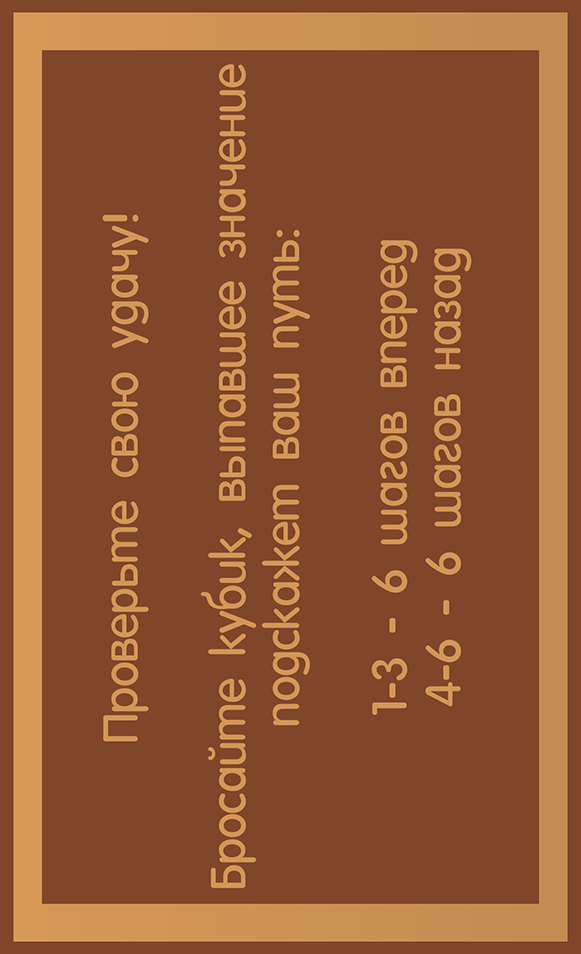 Проверьте свою удачу!
Бросайте кубик, выпавшее значение
подскажет ваш путь:
1-3 - 6 шагов вперед
4-6 - 6 шагов назад